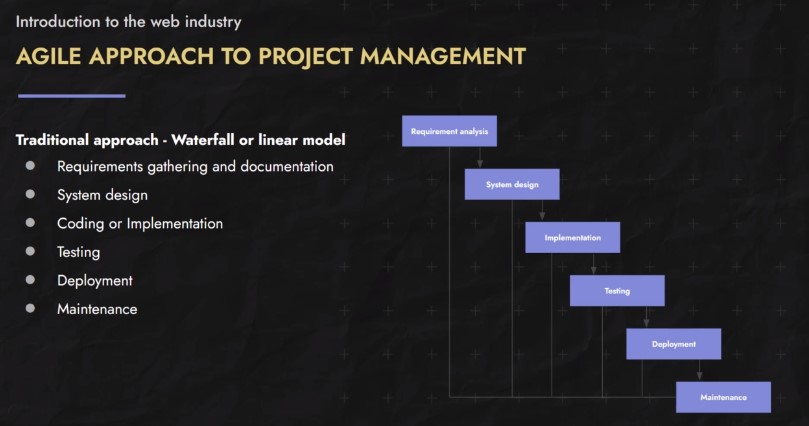 Introduction to the web industry
AGILE APPROACH TO PROJECT MANAGEMENT
Traditional approach - Waterfall or linear model
Requirements gathering and documentation
System design
Coding or Implementation
Testing
Deployment
Maintenance
Requirement analysis
System design
Implementation
Testing
Deployment
Maintenance